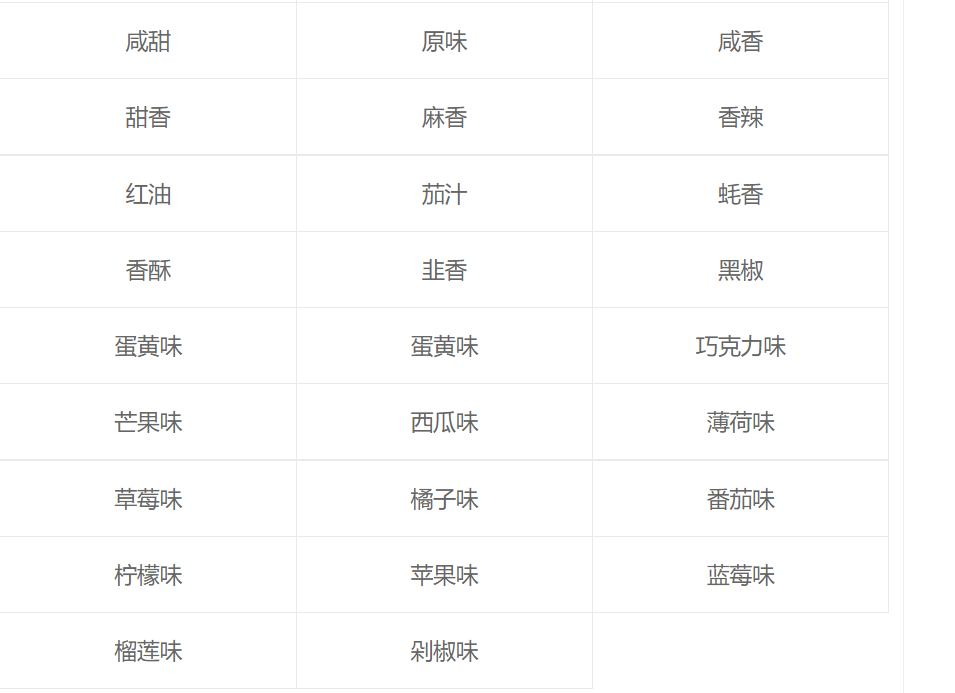 咸甜 原味 咸香
甜香 麻香 香辣
红油 茄汁 蚝香
香酥 韭香 黑椒
蛋黄味 蛋黄味 巧克力味
芒果味 西瓜味 薄荷味
草莓味 橘子味 番茄味
柠檬味 苹果味 蓝莓味
榴莲味 剁椒味